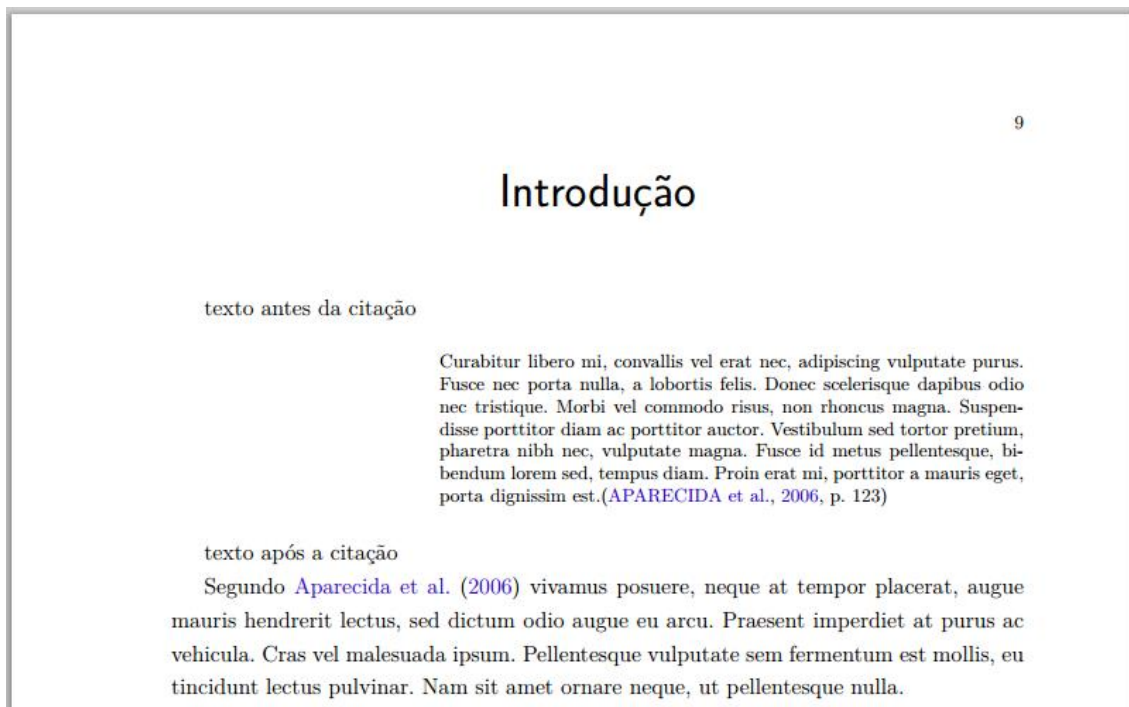 9
Introdução
texto antes da citação
Curabitur libero mi, convallis vel erat nec, adipiscing vulputate purus.
Fusce nec porta nulla, a lobortis felis. Donec scelerisque dapibus odio
nec tristique. Morbi vel commodo risus, non rhoncus magna. Suspen-
disse porttitor diam ac porttitor auctor. Vestibulum sed tortor pretium,
pharetra nibh nec, vulputate magna. Fusce id metus pellentesque, bi-
bendum lorem sed, tempus diam. Proin erat mi, porttitor a mauris eget,
porta dignissim est.(APARECIDA et al., 2006, p. 123)
texto após a citação
Segundo Aparecida et al. (2006) vivamus posuere, neque at tempor placerat, augue
mauris hendrerit lectus, sed dictum odio augue eu arcu. Praesent imperdiet at purus ac
vehicula. Cras vel malesuada ipsum. Pellentesque vulputate sem fermentum est mollis, eu
tincidunt lectus pulvinar. Nam sit amet ornare neque, ut pellentesque nulla.